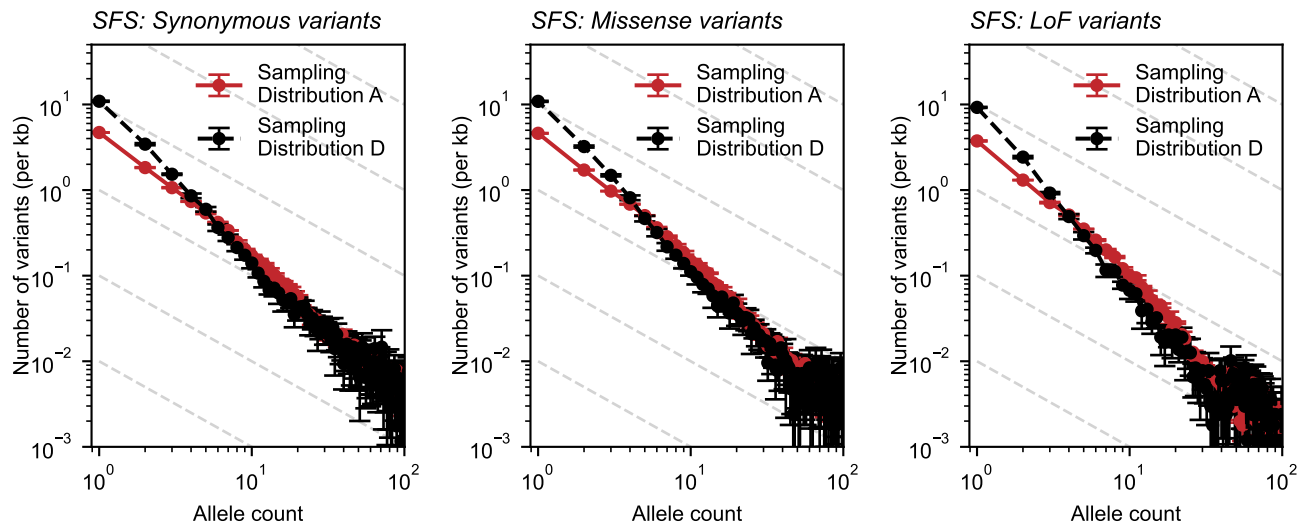 SFS: Synonymous variants
Number of variants (per kb)
10^1
10^0
10^−1
10^−2
10^−3
Sampling
Distribution A
Sampling
Distribution D
10^0
10^1
10^2
Allele count
SFS: Missense variants
Number of variants (per kb)
10^1
10^0
10^−1
10^−2
10^−3
Sampling
Distribution A
Sampling
Distribution D
10^0
10^1
10^2
Allele count
SFS: LoF variants
Number of variants (per kb)
10^1
10^0
10^−1
10^−2
10^−3
Sampling
Distribution A
Sampling
Distribution D
10^0
10^1
10^2
Allele count